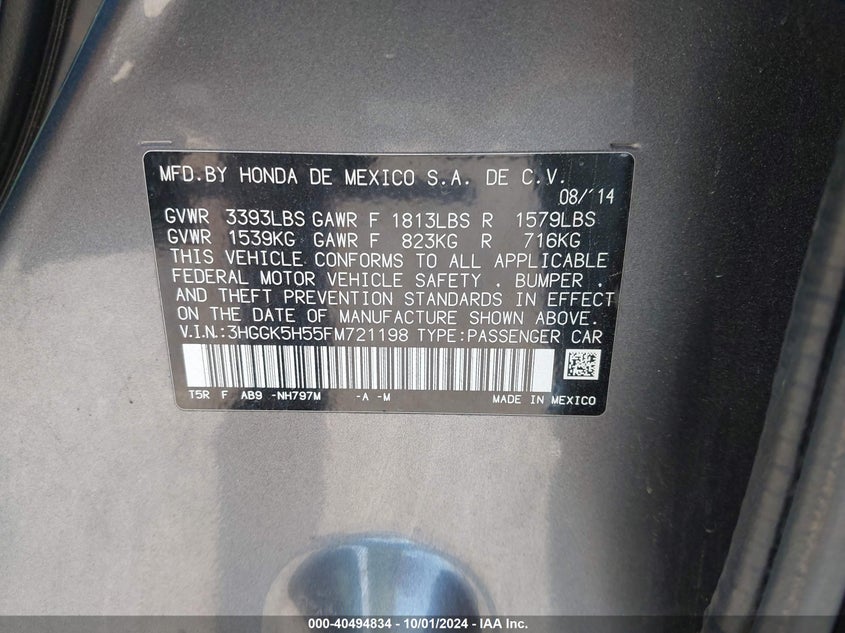 MFD.BY HONDA DE MEXICO S.A. DE C.V.
08/'14
GVWR 3393LBS GAWR F 1813LBS R 1579LBS
GVWR 1539KG GAWR F 823KG R 716KG
THIS VEHICLE CONFORMS TO ALL APPLICABLE
FEDERAL MOTOR VEHICLE SAFETY . BUMPER .
AND THEFT PREVENTION STANDARDS IN EFFECT
ON THE DATE OF MANUFACTURE SHOWN ABOVE.
V.I.N.:3HGGK5H55FM721198 TYPE:PASSENGER CAR
T5R F AB9 -NH797M -A -M MADE IN MEXICO
000-40494834 - 10/01/2024 - IAA Inc.